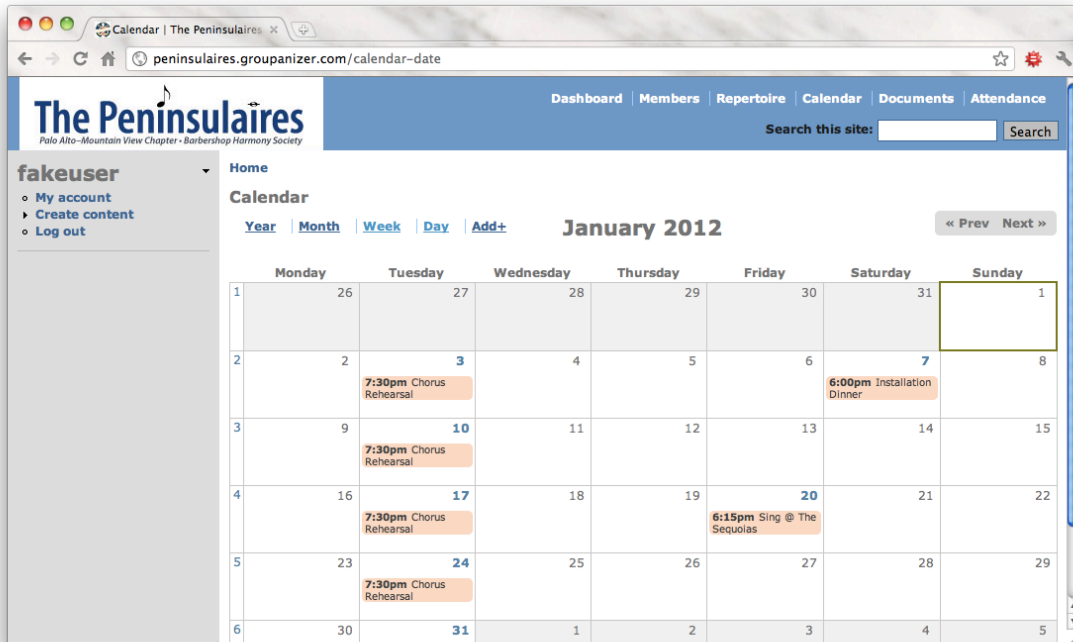 Calendar | The Peninsulaires
peninsulaires.groupanizer.com/calendar-date
The Peninsulaires
Palo Alto~Mountain View Chapter • Barbershop Harmony Society
Dashboard Members Repertoire Calendar Documents Attendance
Search this site: Search
fakeuser
My account
Create content
Log out
Home
Calendar
Year Month Week Day Add+
January 2012
« Prev Next »
Monday Tuesday Wednesday Thursday Friday Saturday Sunday
1 26 27 28 29 30 31 1
2 2 3 4 5 6 7 8
7:30pm Chorus
Rehearsal
6:00pm Installation
Dinner
3 9 10 11 12 13 14 15
7:30pm Chorus
Rehearsal
4 16 17 18 19 20 21 22
7:30pm Chorus
Rehearsal
6:15pm Sing @ The
Sequoias
5 23 24 25 26 27 28 29
7:30pm Chorus
Rehearsal
6 30 31 1 2 3 4 5